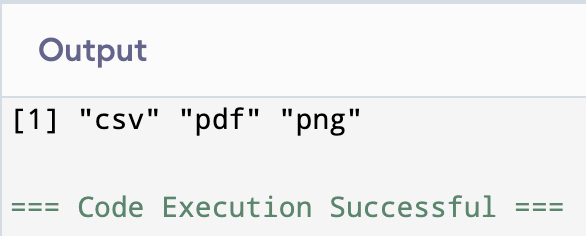 Output
[1] "csv" "pdf" "png"
=== Code Execution Successful ===